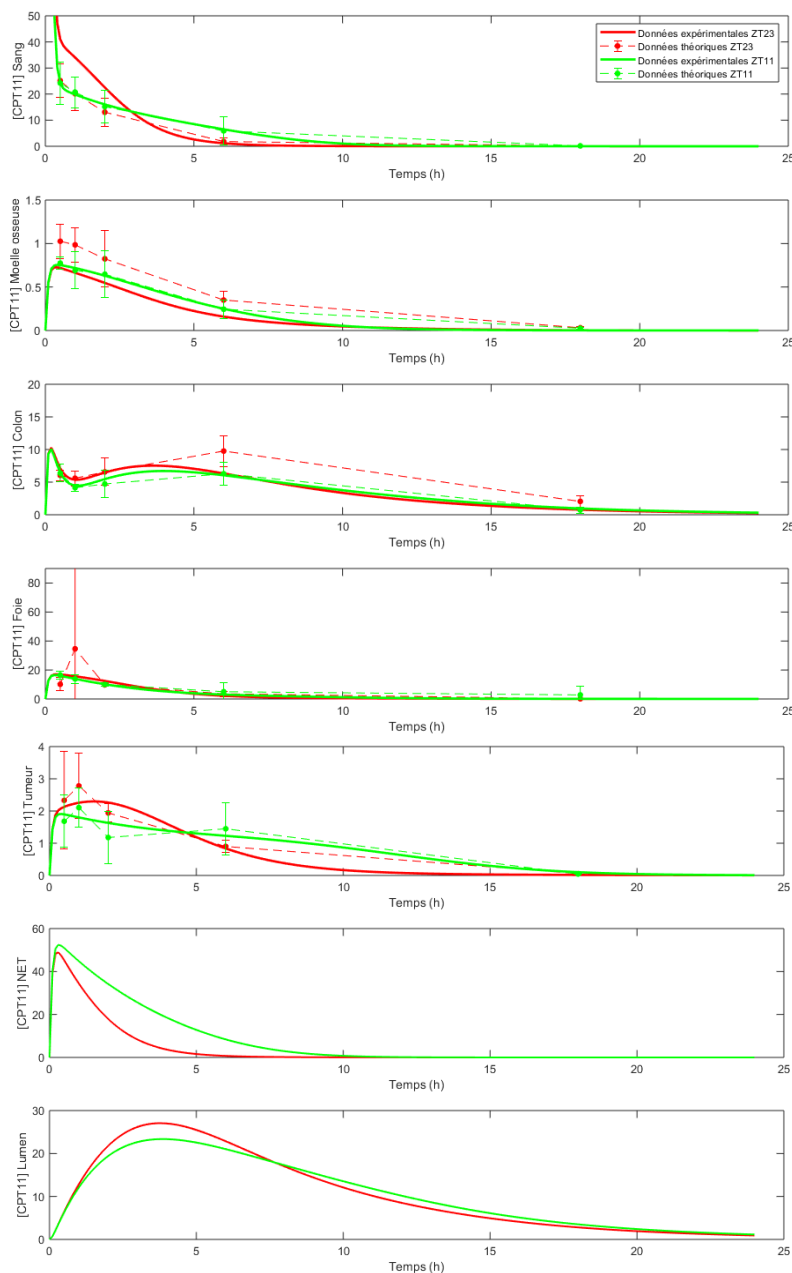 [CPT11] Sang
50
40
30
20
10
0
0 5 10 15 20 25
Temps (h)
Données expérimentales ZT23
Données théoriques ZT23
Données expérimentales ZT11
Données théoriques ZT11
[CPT11] Moelle osseuse
1.5
1
0.5
0
0 5 10 15 20 25
Temps (h)
[CPT11] Colon
20
15
10
5
0
0 5 10 15 20 25
Temps (h)
[CPT11] Foie
80
60
40
20
0
0 5 10 15 20 25
Temps (h)
[CPT11] Tumeur
4
3
2
1
0
0 5 10 15 20 25
Temps (h)
[CPT11] NET
60
40
20
0
0 5 10 15 20 25
Temps (h)
[CPT11] Lumen
30
20
10
0
0 5 10 15 20 25
Temps (h)